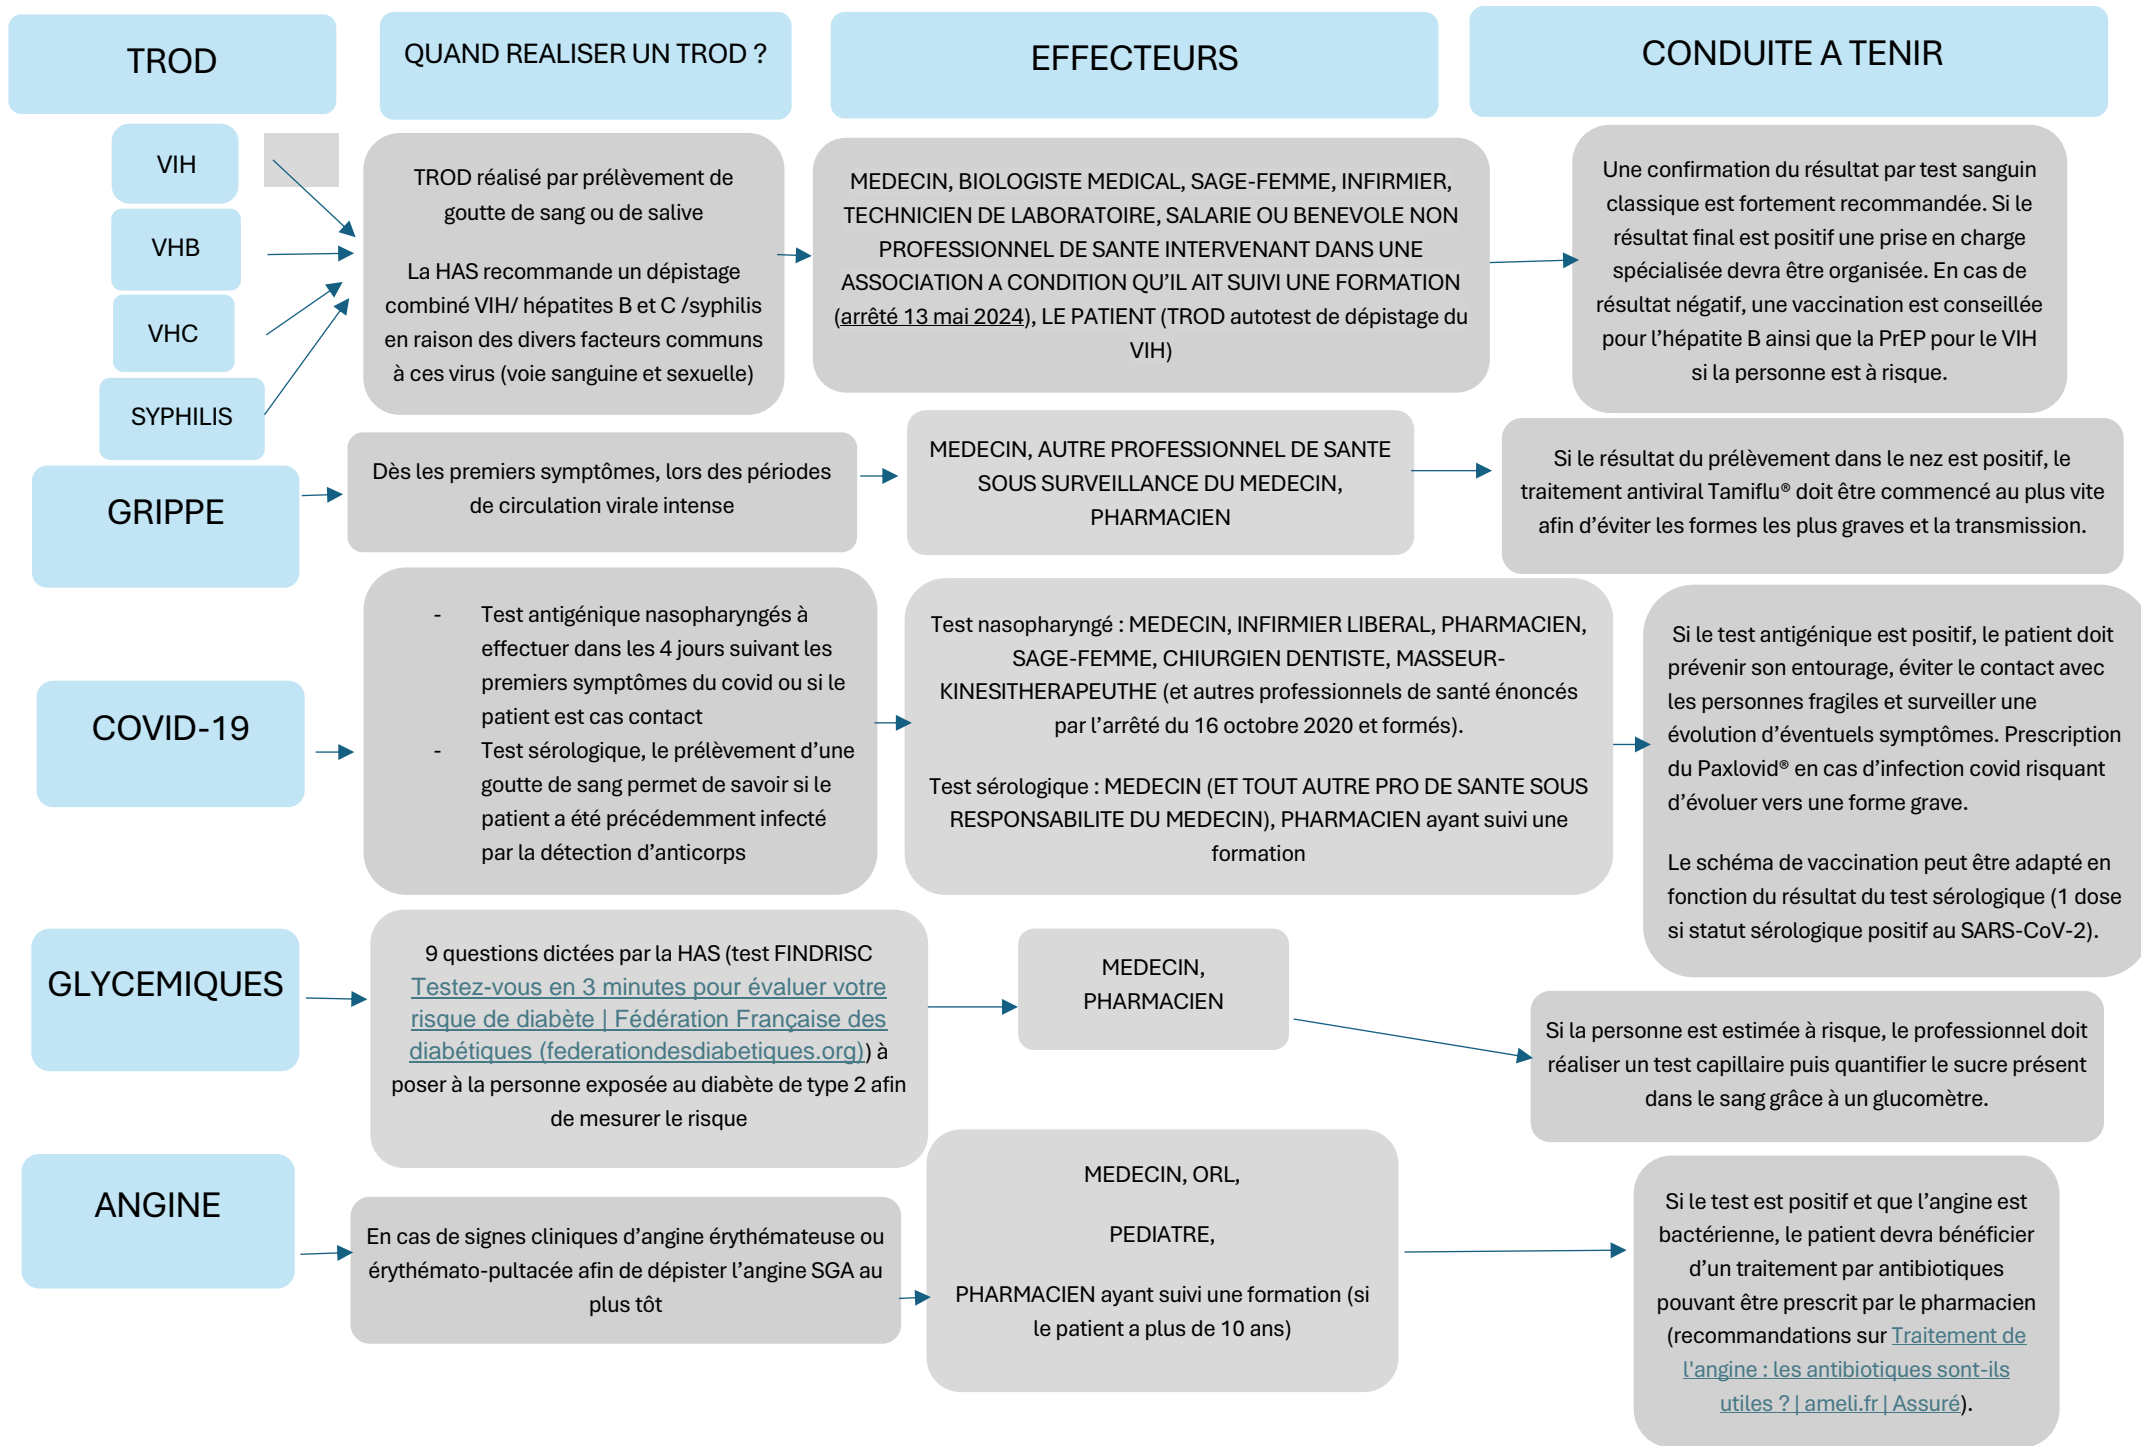 TROD
QUAND REALISER UN TROD ?
EFFECTEURS
CONDUITE A TENIR
VIH
VHB
VHC
SYPHILIS
TROD réalisé par prélèvement de
goutte de sang ou de salive
La HAS recommande un dépistage
combiné VIH/ hépatites B et C /syphilis
en raison des divers facteurs communs
à ces virus (voie sanguine et sexuelle)
MEDECIN, BIOLOGISTE MEDICAL, SAGE-FEMME, INFIRMIER,
TECHNICIEN DE LABORATOIRE, SALARIE OU BENEVOLE NON
PROFESSIONNEL DE SANTE INTERVENANT DANS UNE
ASSOCIATION A CONDITION QU’IL AIT SUIVI UNE FORMATION
(arrêté 13 mai 2024), LE PATIENT (TROD autotest de dépistage du
VIH)
Une confirmation du résultat par test sanguin
classique est fortement recommandée. Si le
résultat final est positif une prise en charge
spécialisée devra être organisée. En cas de
résultat négatif, une vaccination est conseillée
pour l’hépatite B ainsi que la PrEP pour le VIH
si la personne est à risque.
GRIPPE
Dès les premiers symptômes, lors des périodes
de circulation virale intense
MEDECIN, AUTRE PROFESSIONNEL DE SANTE
SOUS SURVEILLANCE DU MEDECIN,
PHARMACIEN
Si le résultat du prélèvement dans le nez est positif, le
traitement antiviral Tamiflu® doit être commencé au plus vite
afin d’éviter les formes les plus graves et la transmission.
COVID-19
- Test antigénique nasopharyngés à
effectuer dans les 4 jours suivant les
premiers symptômes du covid ou si le
patient est cas contact
- Test sérologique, le prélèvement d’une
goutte de sang permet de savoir si le
patient a été précédemment infecté
par la détection d’anticorps
Test nasopharyngé : MEDECIN, INFIRMIER LIBERAL, PHARMACIEN,
SAGE-FEMME, CHIURGIEN DENTISTE, MASSEUR-
KINESITHERAPEUTHE (et autres professionnels de santé énoncés
par l’arrêté du 16 octobre 2020 et formés).
Test sérologique : MEDECIN (ET TOUT AUTRE PRO DE SANTE SOUS
RESPONSABILITE DU MEDECIN), PHARMACIEN ayant suivi une
formation
Si le test antigénique est positif, le patient doit
prévenir son entourage, éviter le contact avec
les personnes fragiles et surveiller une
évolution d’éventuels symptômes. Prescription
du Paxlovid® en cas d’infection covid risquant
d’évoluer vers une forme grave.
Le schéma de vaccination peut être adapté en
fonction du résultat du test sérologique (1 dose
si statut sérologique positif au SARS-CoV-2).
GLYCEMIQUES
9 questions dictées par la HAS (test FINDRISC
Testez-vous en 3 minutes pour évaluer votre
risque de diabète | Fédération Française des
diabétiques (federationdesdiabetiques.org)) à
poser à la personne exposée au diabète de type 2 afin
de mesurer le risque
MEDECIN,
PHARMACIEN
Si la personne est estimée à risque, le professionnel doit
réaliser un test capillaire puis quantifier le sucre présent
dans le sang grâce à un glucomètre.
ANGINE
En cas de signes cliniques d’angine érythémateuse ou
érythémato-pultacée afin de dépister l’angine SGA au
plus tôt
MEDECIN, ORL,
PEDIATRE,
PHARMACIEN ayant suivi une formation (si
le patient a plus de 10 ans)
Si le test est positif et que l’angine est
bactérienne, le patient devra bénéficier
d’un traitement par antibiotiques
pouvant être prescrit par le pharmacien
(recommandations sur Traitement de
l'angine : les antibiotiques sont-ils
utiles ? | ameli.fr | Assuré).